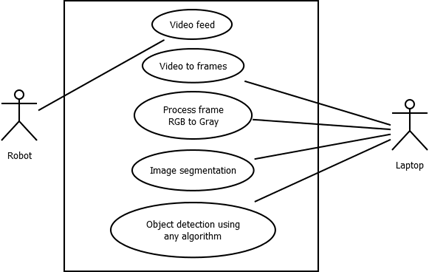 Video feed
Video to frames
Process frame
RGB to Gray
Robot
Laptop
Image segmentation
Object detection using
any algorithm